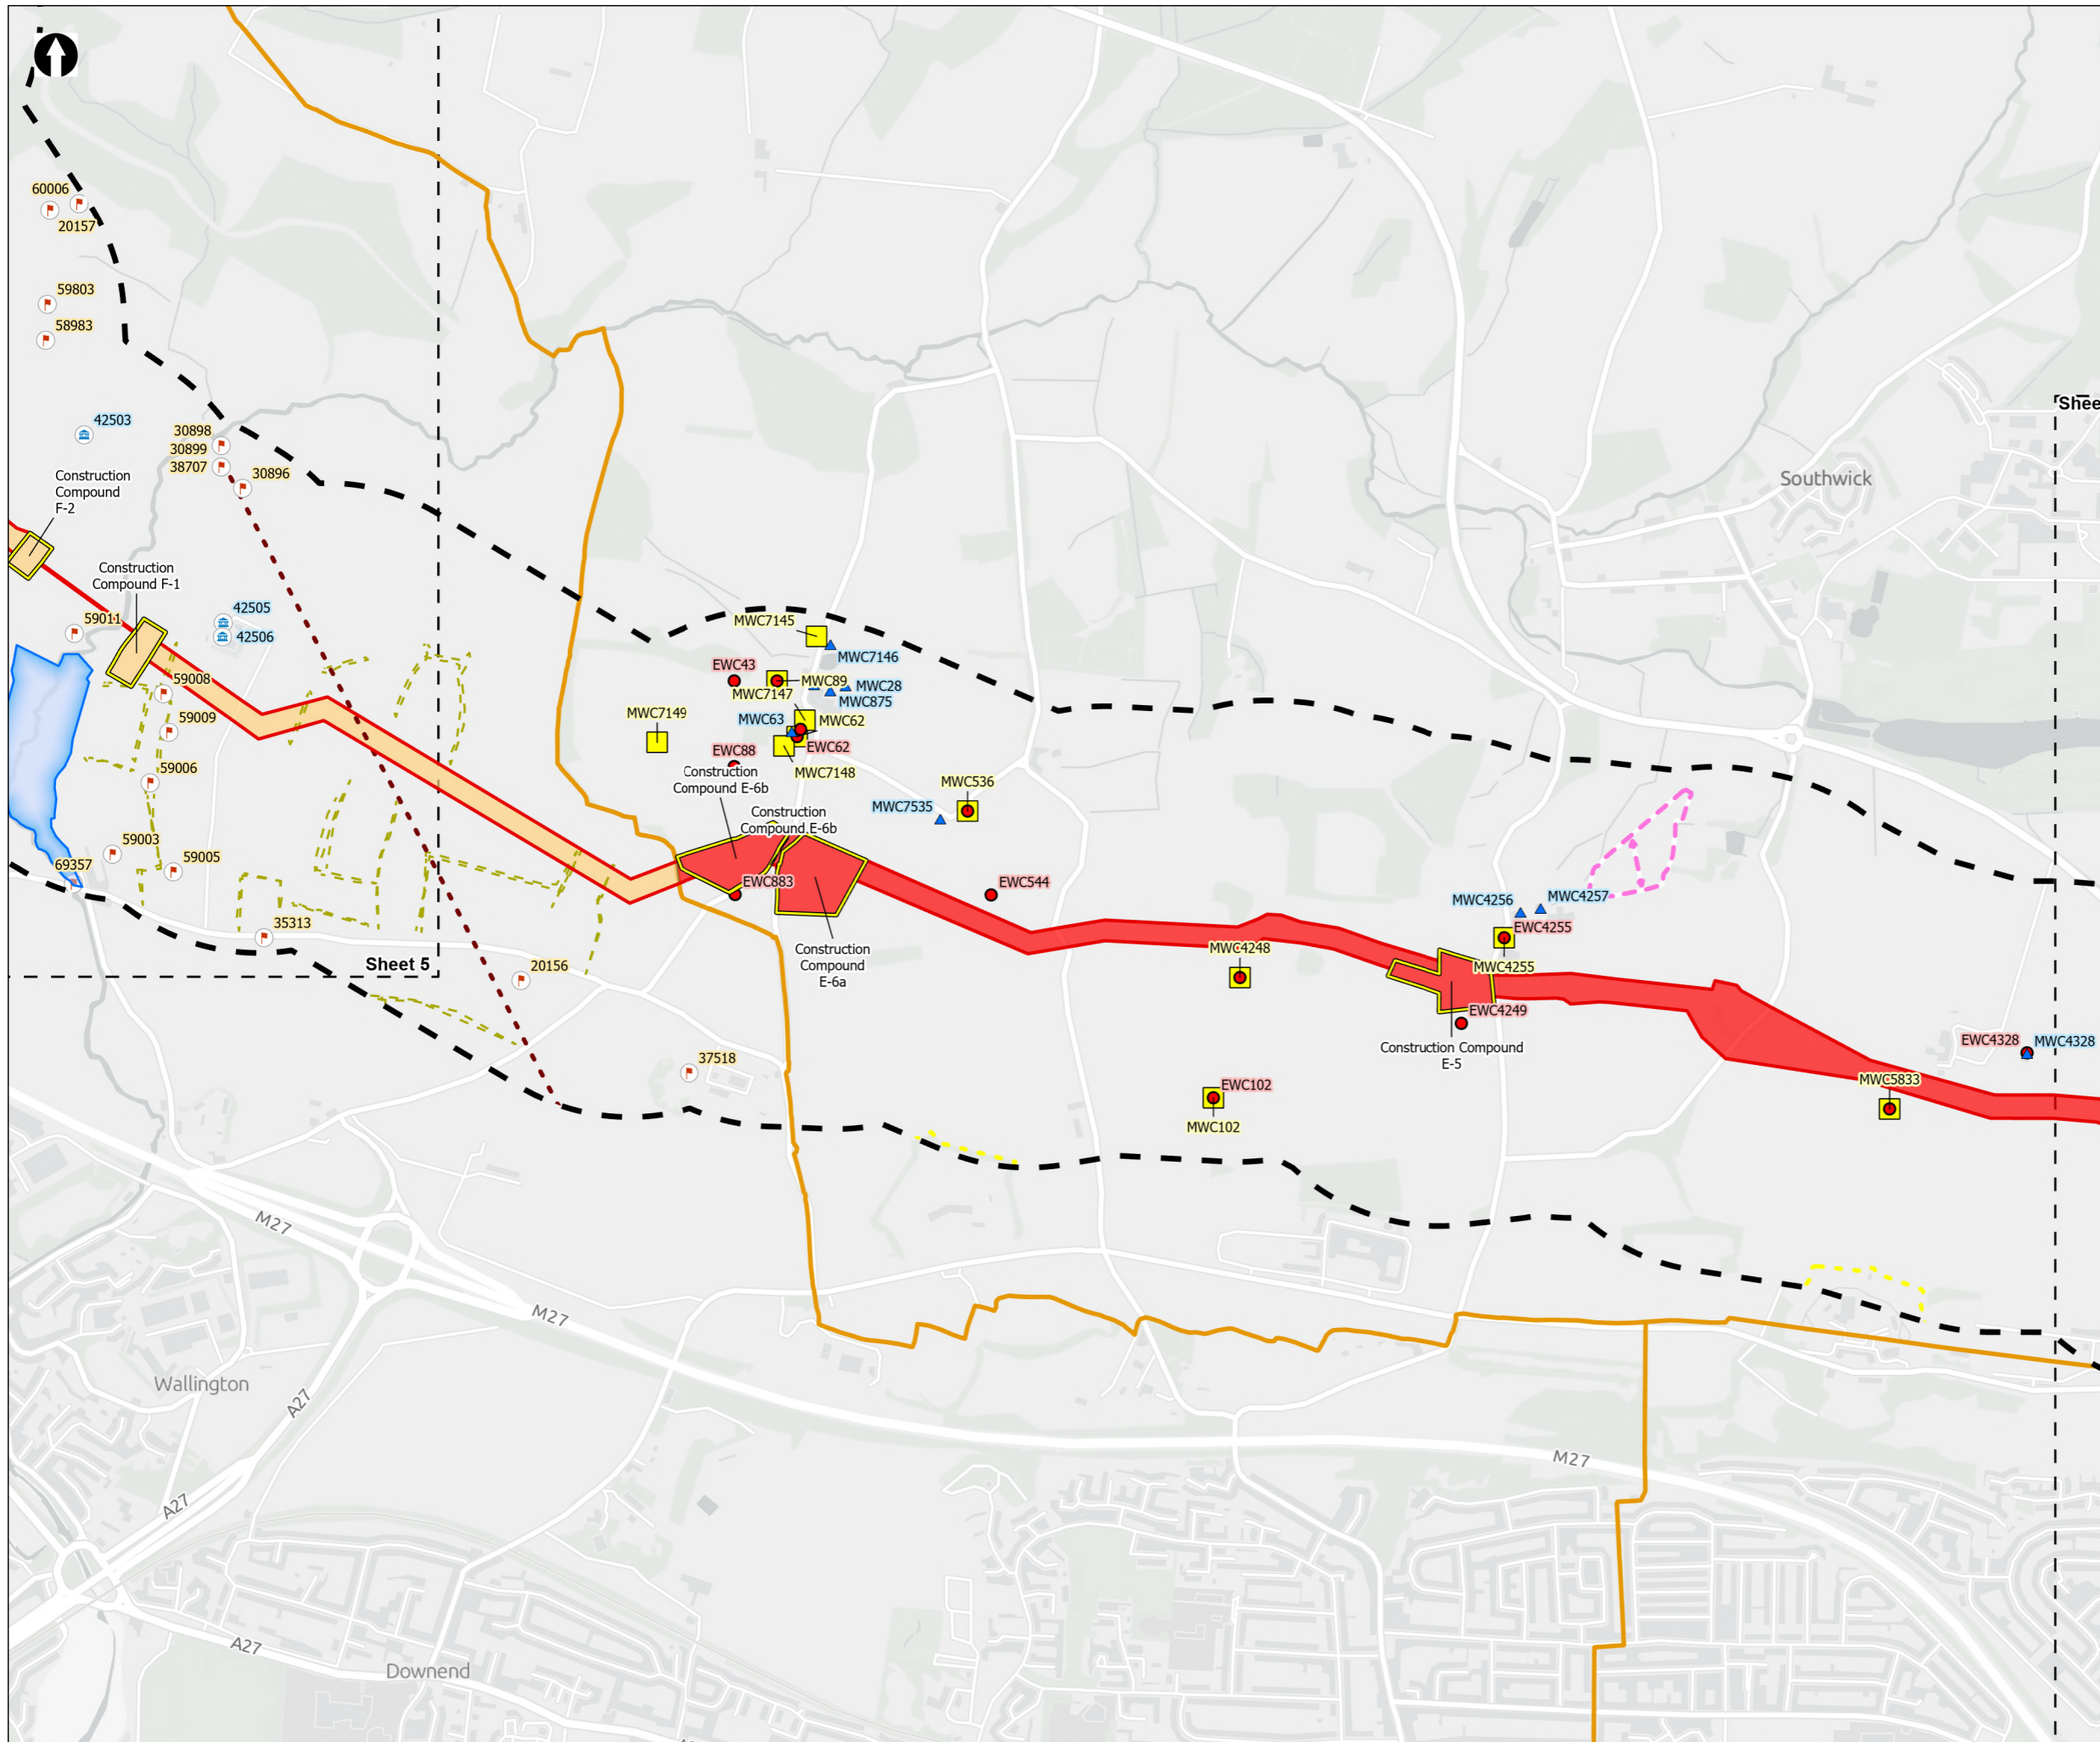 60006
20157
59803
58983
42503
30898
30899
38707
30896
Construction
Compound
F-2
Construction
Compound F-1
59011
42505
42506
59008
59009
59006
59003
59005
69357
35313
Sheet 5
20156
37518
MWC7145
MWC7146
EWC43
MWC89
MWC7147
MWC28
MWC875
MWC7149
MWC63
MWC62
EWC62
EWC88
MWC7148
Construction
Compound E-6b
Construction
Compound E-6b
MWC536
MWC7535
EWC883
EWC544
Construction
Compound
E-6a
MWC4248
MWC4256
MWC4257
EWC4255
MWC4255
EWC4249
Construction Compound
E-5
EWC102
MWC102
EWC4328
MWC4328
MWC5833
Southwick
Shee
M27
M27
M27
Wallington
A27
A27
A27
Downend